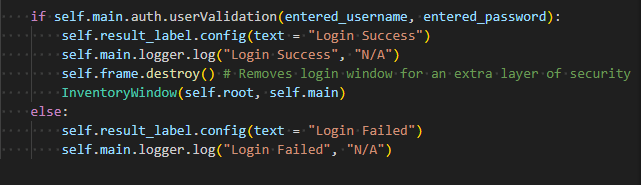 if self.main.auth.userValidation(entered_username, entered_password):
    self.result_label.config(text = "Login Success")
    self.main.logger.log("Login Success", "N/A")
    self.frame.destroy() # Removes login window for an extra layer of security
    InventoryWindow(self.root, self.main)
else:
    self.result_label.config(text = "Login Failed")
    self.main.logger.log("Login Failed", "N/A")